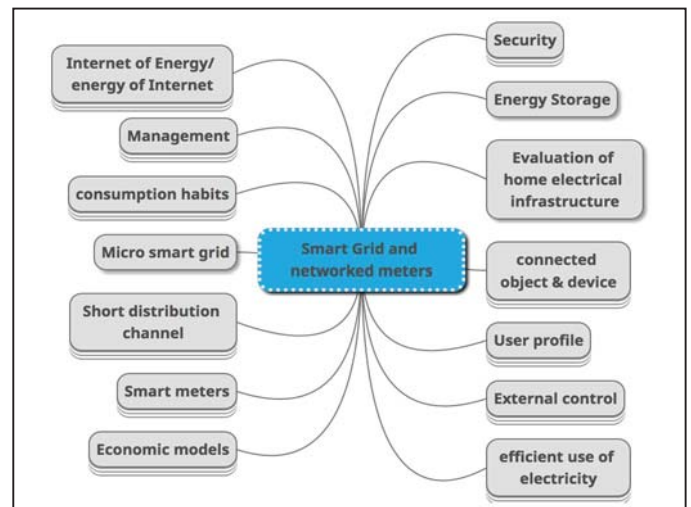 Internet of Energy/
energy of Internet
Management
consumption habits
Micro smart grid
Short distribution
channel
Smart meters
Economic models
Smart Grid and
networked meters
Security
Energy Storage
Evaluation of
home electrical
infrastructure
connected
object & device
User profile
External control
efficient use of
electricity